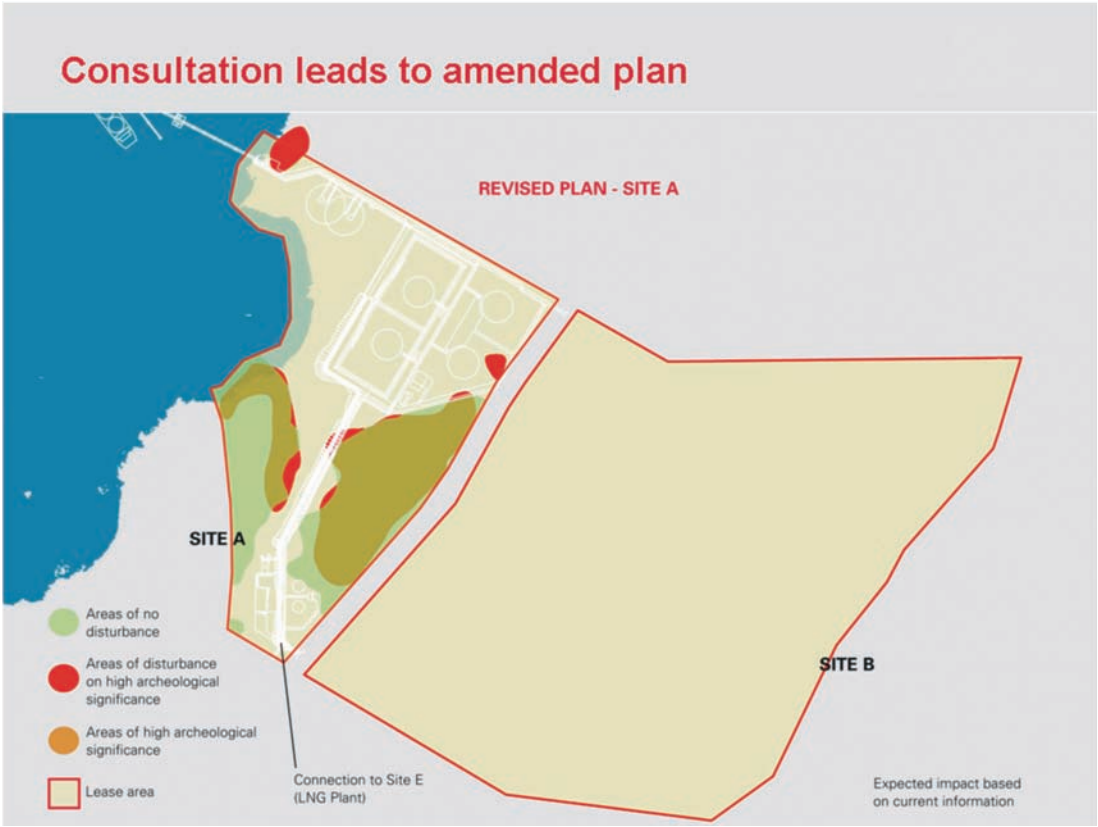 Consultation leads to amended plan
REVISED PLAN - SITE A
SITE A
Areas of no
disturbance
Areas of disturbance
on high archeological
significance
Areas of high archeological
significance
Lease area
Connection to Site E
(LNG Plant)
SITE B
Expected impact based
on current information